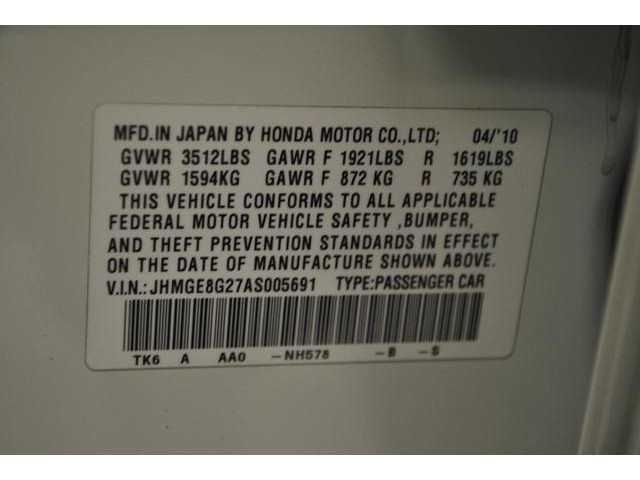 MFD.IN JAPAN BY HONDA MOTOR CO.,LTD; 04/'10
GVWR 3512LBS GAWR F 1921LBS R 1619LBS
GVWR 1594KG GAWR F 872 KG R 735 KG
THIS VEHICLE CONFORMS TO ALL APPLICABLE
FEDERAL MOTOR VEHICLE SAFETY ,BUMPER,
AND THEFT PREVENTION STANDARDS IN EFFECT
ON THE DATE OF MANUFACTURE SHOWN ABOVE.
V.I.N.: JHMGE8G27AS005691 TYPE:PASSENGER CAR
TK6 A AA0 -NH578 -B -S